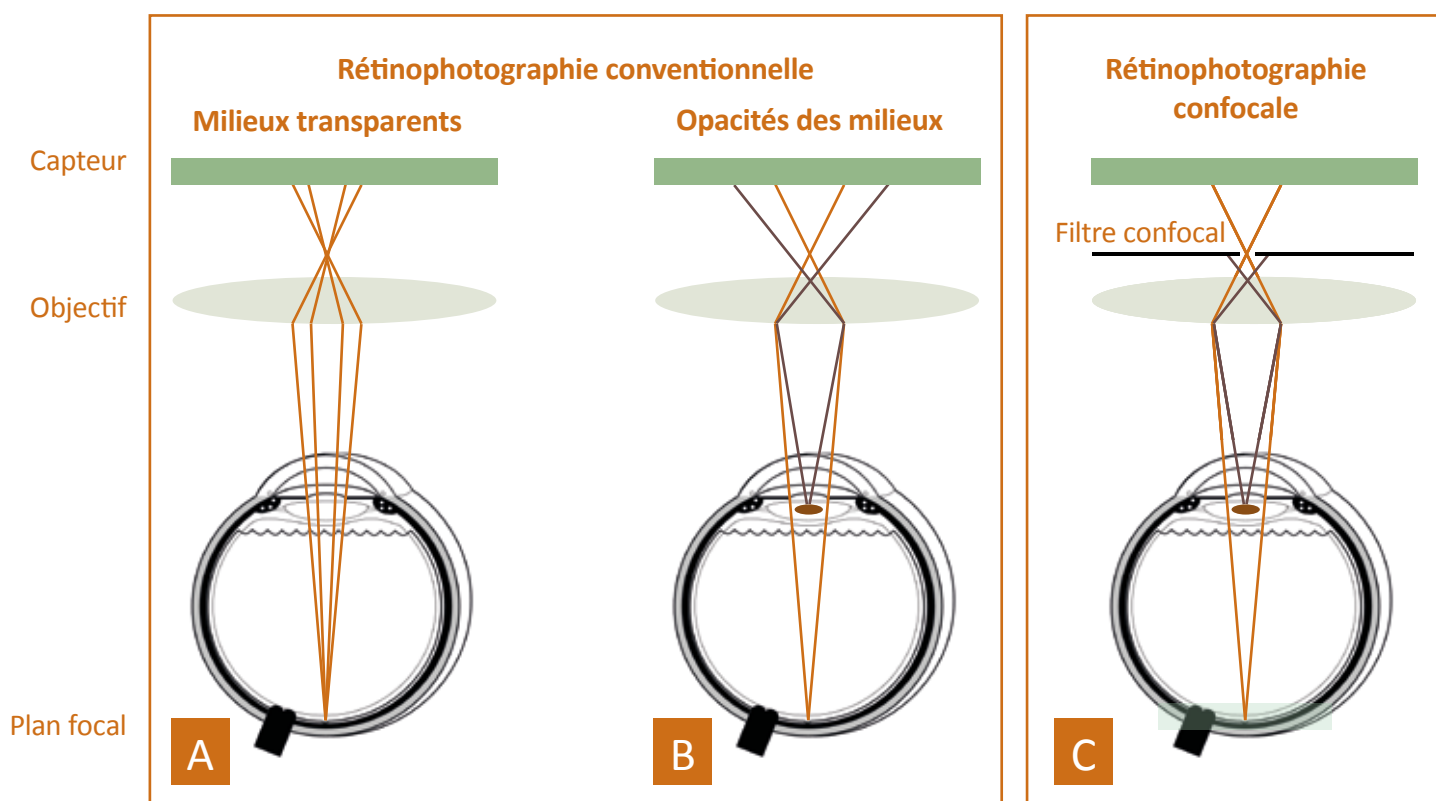 Rétinophotographie conventionnelle
Milieux transparents
Opacités des milieux
Rétinophotographie
confocale
Capteur
Filtre confocal
Objectif
Plan focal
A
B
C